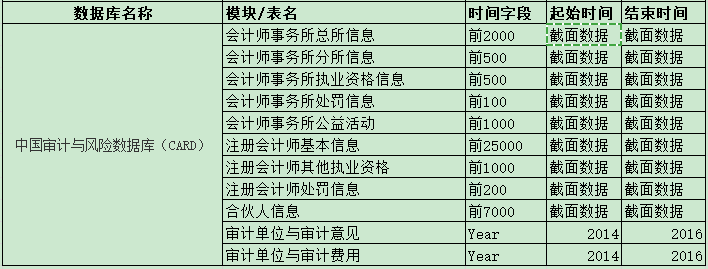 数据库名称 模块/表名 时间字段 起始时间 结束时间
会计师事务所总所信息 前2000 截面数据 截面数据
会计师事务所分所信息 前500 截面数据 截面数据
会计师事务所执业资格信息 前500 截面数据 截面数据
会计师事务所处罚信息 前100 截面数据 截面数据
会计师事务所公益活动 前1000 截面数据 截面数据
中国审计与风险数据库（CARD） 注册会计师基本信息 前25000 截面数据 截面数据
注册会计师其他执业资格 前1000 截面数据 截面数据
注册会计师处罚信息 前200 截面数据 截面数据
合伙人信息 前7000 截面数据 截面数据
审计单位与审计意见 Year 2014 2016
审计单位与审计费用 Year 2014 2016